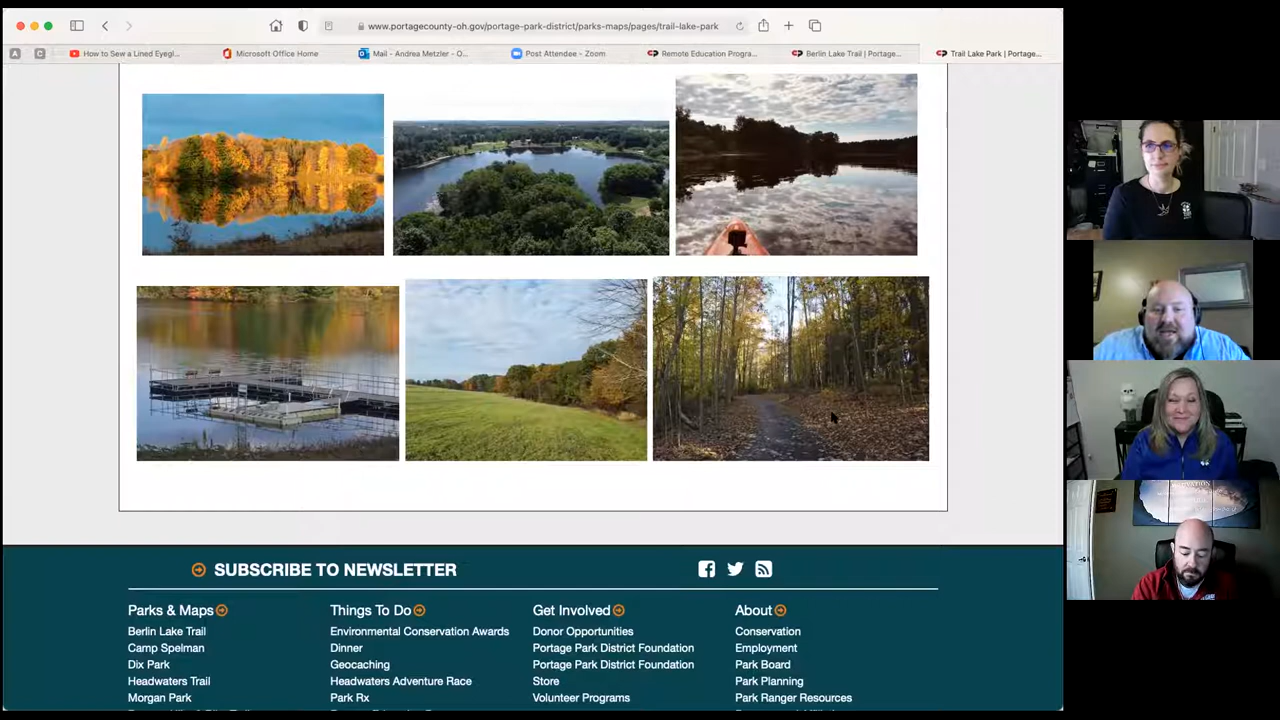 www.portagecounty-oh.gov/portage-park-district/parks-maps/pages/trail-lake-park
A
C
How to Sew a Lined Eyegl...
Microsoft Office Home
Mail - Andrea Metzler - O...
Post Attendee - Zoom
Remote Education Progra...
Berlin Lake Trail | Portage...
Trail Lake Park | Portage...
SUBSCRIBE TO NEWSLETTER
Parks & Maps
Things To Do
Get Involved
About
Berlin Lake Trail
Environmental Conservation Awards
Donor Opportunities
Conservation
Camp Spelman
Dinner
Portage Park District Foundation
Employment
Dix Park
Geocaching
Portage Park District Foundation
Park Board
Headwaters Trail
Headwaters Adventure Race
Store
Park Planning
Morgan Park
Park Rx
Volunteer Programs
Park Ranger Resources